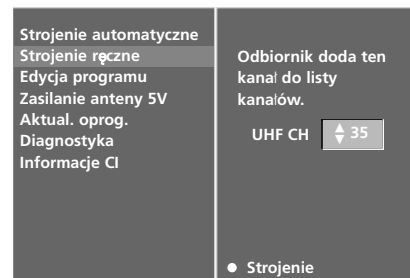 Strojenie automatyczne
Strojenie ręczne
Edycja programu
Zasilanie anteny 5V
Aktual. oprog.
Diagnostyka
Informacje CI
Odbiornik doda ten
kanał do listy
kanałów.
UHF CH 35
Strojenie